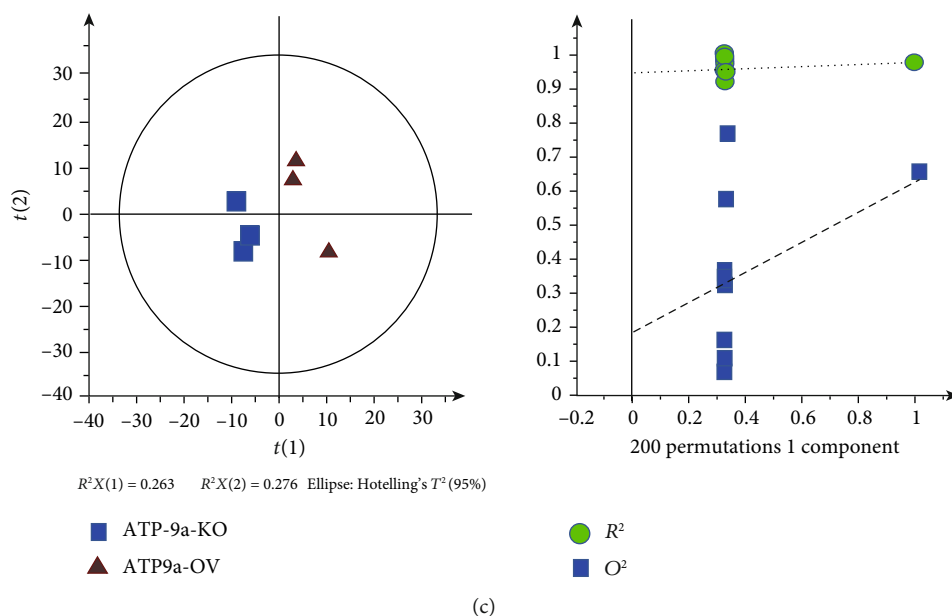 30
20
10
0
−10
−20
−30
−40
t(2)
−40 −30 −20 −10 0 10 20 30
t(1)
R²X(1) = 0.263 R²X(2) = 0.276 Ellipse: Hotelling's T² (95%)
ATP-9a-KO
ATP9a-OV
1
0.9
0.8
0.7
0.6
0.5
0.4
0.3
0.2
0.1
0
−0.2 0 0.2 0.4 0.6 0.8 1
200 permutations 1 component
R²
O²
(c)